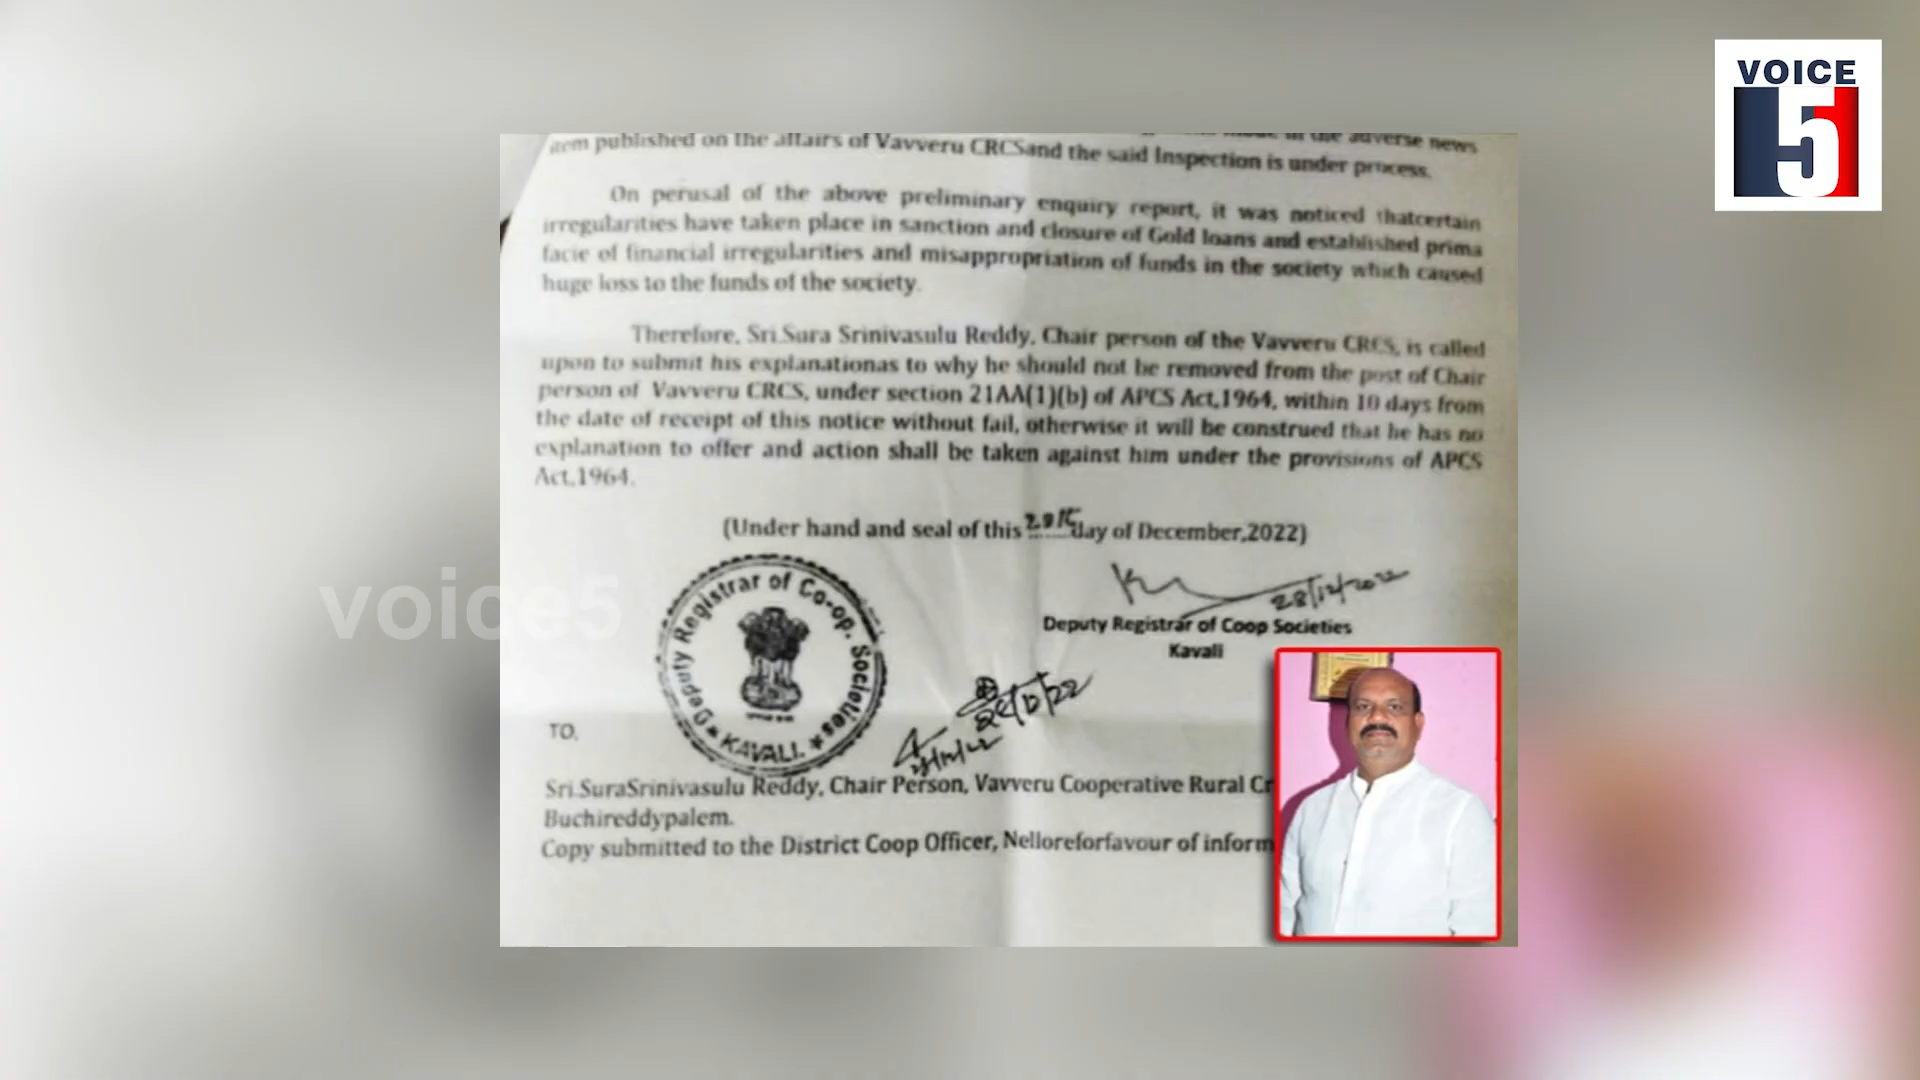 VOICE
5
item published on the affairs of Vavveru CRCSand the said Inspection is under process.
in the adverse news
On perusal of the above preliminary enquiry report, it was noticed thatcertain
irregularities have taken place in sanction and closure of Gold loans and established prima
facie of financial irregularities and misappropriation of funds in the society which caused
huge loss to the funds of the society.
Therefore, Sri.Sura Srinivasulu Reddy, Chair person of the Vavveru CRCS, is called
upon to submit his explanationas to why he should not be removed from the post of Chair
person of Vavveru CRCS, under section 21AA(1)(b) of APCS Act,1964, within 10 days from
the date of receipt of this notice without fail, otherwise it will be construed that he has no
explanation to offer and action shall be taken against him under the provisions of APCS
Act,1964.
(Under hand and seal of this day of December,2022)
voice5
Deputy Registrar of Co-op. Societies
★ KAVALI. ★
28/12/2022
Deputy Registrar of Coop Societies
Kavali
TO,
Sri.SuraSrinivasulu Reddy, Chair Person, Vavveru Cooperative Rural Cr
Buchireddypalem.
Copy submitted to the District Coop Officer, Nelloreforfavour of inform